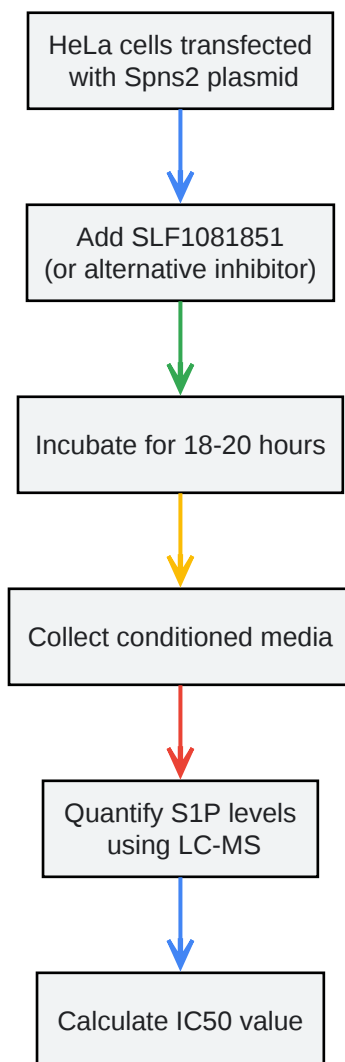 HeLa cells transfected
with Spns2 plasmid
Add SLF1081851
(or alternative inhibitor)
Incubate for 18-20 hours
Collect conditioned media
Quantify S1P levels
using LC-MS
Calculate IC50 value